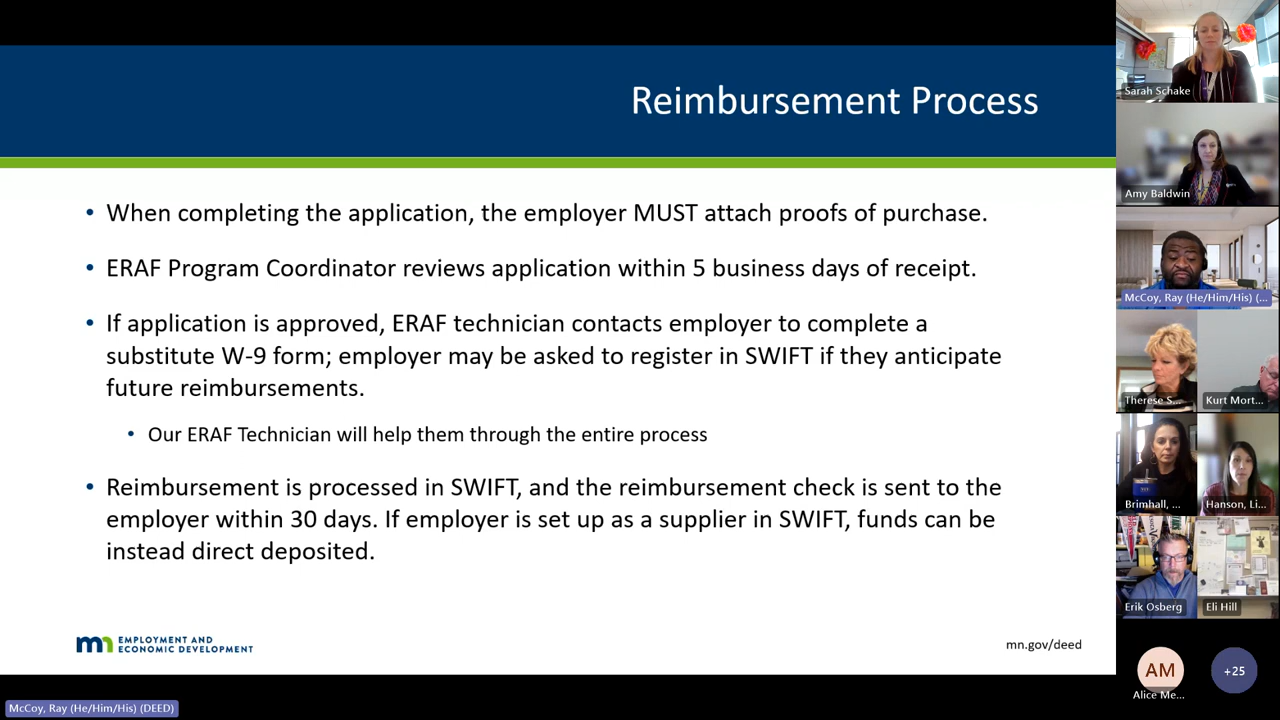 Reimbursement Process
• When completing the application, the employer MUST attach proofs of purchase.
• ERAF Program Coordinator reviews application within 5 business days of receipt.
• If application is approved, ERAF technician contacts employer to complete a
substitute W-9 form; employer may be asked to register in SWIFT if they anticipate
future reimbursements.
• Our ERAF Technician will help them through the entire process
• Reimbursement is processed in SWIFT, and the reimbursement check is sent to the
employer within 30 days. If employer is set up as a supplier in SWIFT, funds can be
instead direct deposited.
mn EMPLOYMENT AND
ECONOMIC DEVELOPMENT
mn.gov/deed
McCoy, Ray (He/Him/His) (DEED)
Sarah Schake
Amy Baldwin
McCoy, Ray (He/Him/His) (...
Therese S...
Kurt Mort...
Brimhall, ...
Hanson, Li...
Erik Osberg
Eli Hill
AM
Alice Me...
+25